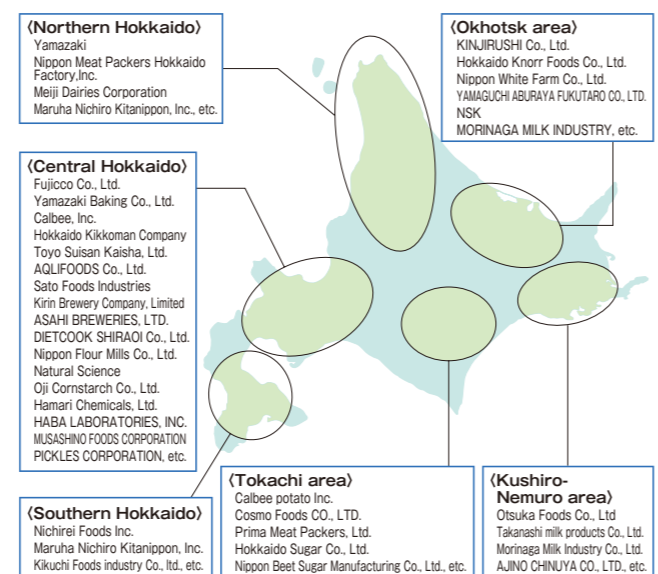 〈Northern Hokkaido〉
Yamazaki
Nippon Meat Packers Hokkaido
Factory,Inc.
Meiji Dairies Corporation
Maruha Nichiro Kitanippon, Inc., etc.
〈Okhotsk area〉
KINJIRUSHI Co., Ltd.
Hokkaido Knorr Foods Co., Ltd.
Nippon White Farm Co., Ltd.
YAMAGUCHI ABURAYA FUKUTARO CO., LTD.
NSK
MORINAGA MILK INDUSTRY, etc.
〈Central Hokkaido〉
Fujicco Co., Ltd.
Yamazaki Baking Co., Ltd.
Calbee, Inc.
Hokkaido Kikkoman Company
Toyo Suisan Kaisha, Ltd.
AQLIFOODS Co., Ltd.
Sato Foods Industries
Kirin Brewery Company, Limited
ASAHI BREWERIES, LTD.
DIETCOOK SHIRAOI Co., Ltd.
Nippon Flour Mills Co., Ltd.
Natural Science
Oji Cornstarch Co., Ltd.
Hamari Chemicals, Ltd.
HABA LABORATORIES, INC.
MUSASHINO FOODS CORPORATION
PICKLES CORPORATION, etc.
〈Southern Hokkaido〉
Nichirei Foods Inc.
Maruha Nichiro Kitanippon, Inc.
Kikuchi Foods industry Co., ltd., etc.
〈Tokachi area〉
Calbee potato Inc.
Cosmo Foods CO., LTD.
Prima Meat Packers, Ltd.
Hokkaido Sugar Co., Ltd.
Nippon Beet Sugar Manufacturing Co., Ltd., etc.
〈Kushiro-
Nemuro area〉
Otsuka Foods Co., Ltd
Takanashi milk products Co., Ltd.
Morinaga Milk Industry Co., Ltd.
AJINO CHINUYA CO., LTD., etc.